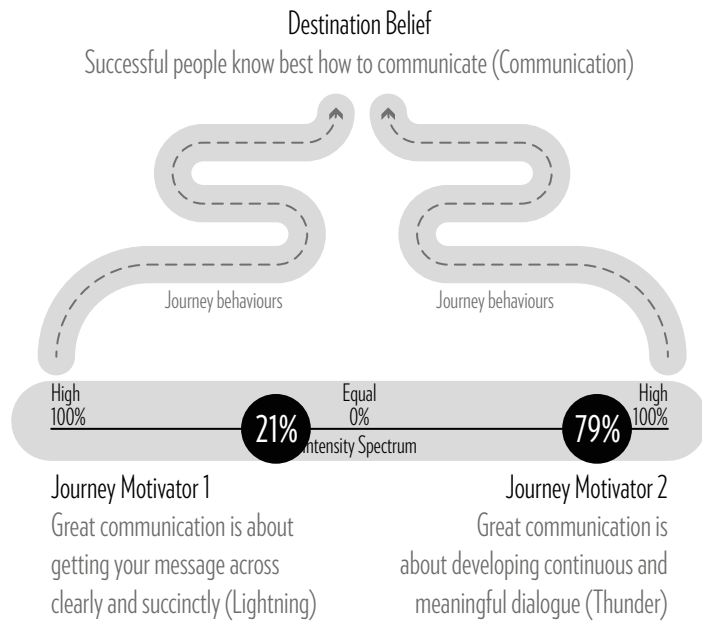 Destination Belief
Successful people know best how to communicate (Communication)
Journey behaviours
Journey behaviours
High
100%
Equal
0%
High
100%
21%
79%
Intensity Spectrum
Journey Motivator 1
Great communication is about
getting your message across
clearly and succinctly (Lightning)
Journey Motivator 2
Great communication is
about developing continuous and
meaningful dialogue (Thunder)